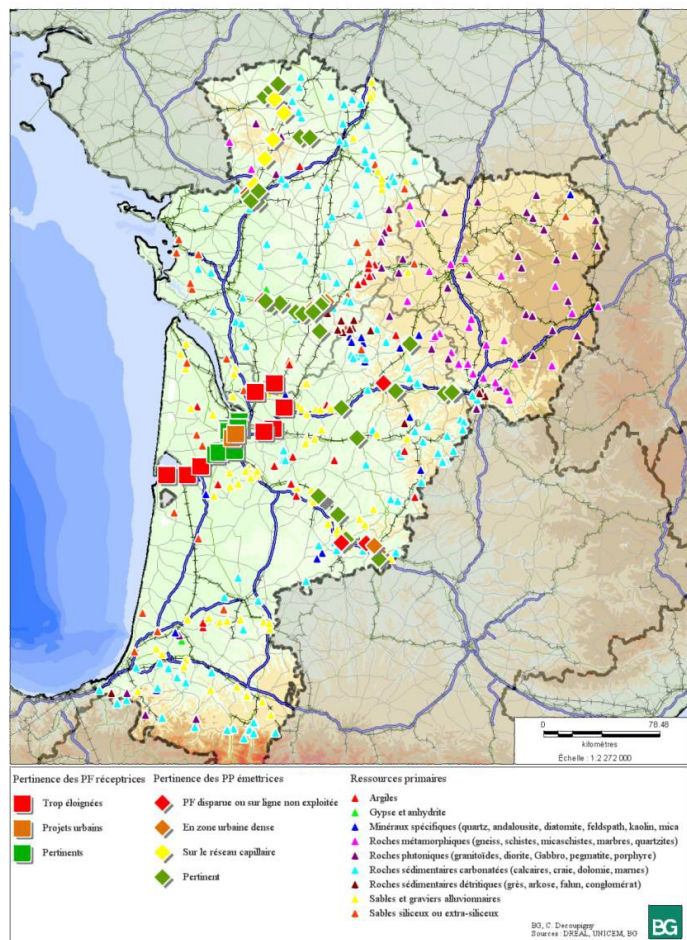 0 78.48
kilomètres
Échelle : 1:2 272 000
Pertinence des PF réceptrices
Trop éloignées
Projets urbains
Pertinents
Pertinence des PP émettrices
PF disparue ou sur ligne non exploitée
En zone urbaine dense
Sur le réseau capillaire
Pertinent
Ressources primaires
Argiles
Gypse et anhydrite
Minéraux spécifiques (quartz, andalousite, diatomite, feldspath, kaolin, mica
Roches métamorphiques (gneiss, schistes, micaschistes, marbres, quartzites)
Roches plutoniques (granitoïdes, diorite, Gabbro, pegmatite, porphyre)
Roches sédimentaires carbonatées (calcaires, craie, dolomie, marnes)
Roches sédimentaires détritiques (grès, arkose, falun, conglomérat)
Sables et graviers alluvionnaires
Sables siliceux ou extra-siliceux
BG, C. Deroupigny
Sources : DREAL, UNICEM, BG
BG